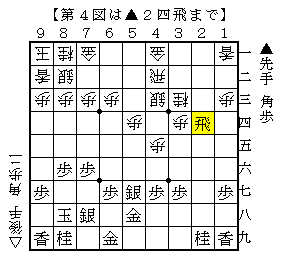 【第４図は▲２四飛まで】
９ ８ ７ ６ ５ ４ ３ ２ １
玉 桂 金 金 香 一
香 銀 飛 二
歩 歩 歩 銀 桂 歩 三
歩 歩 飛 四
歩 五
歩 歩 六
歩 歩 銀 歩 歩 歩 七
玉 銀 金 八
香 桂 金 桂 香 九
▲先手 角歩
△後手 角歩二